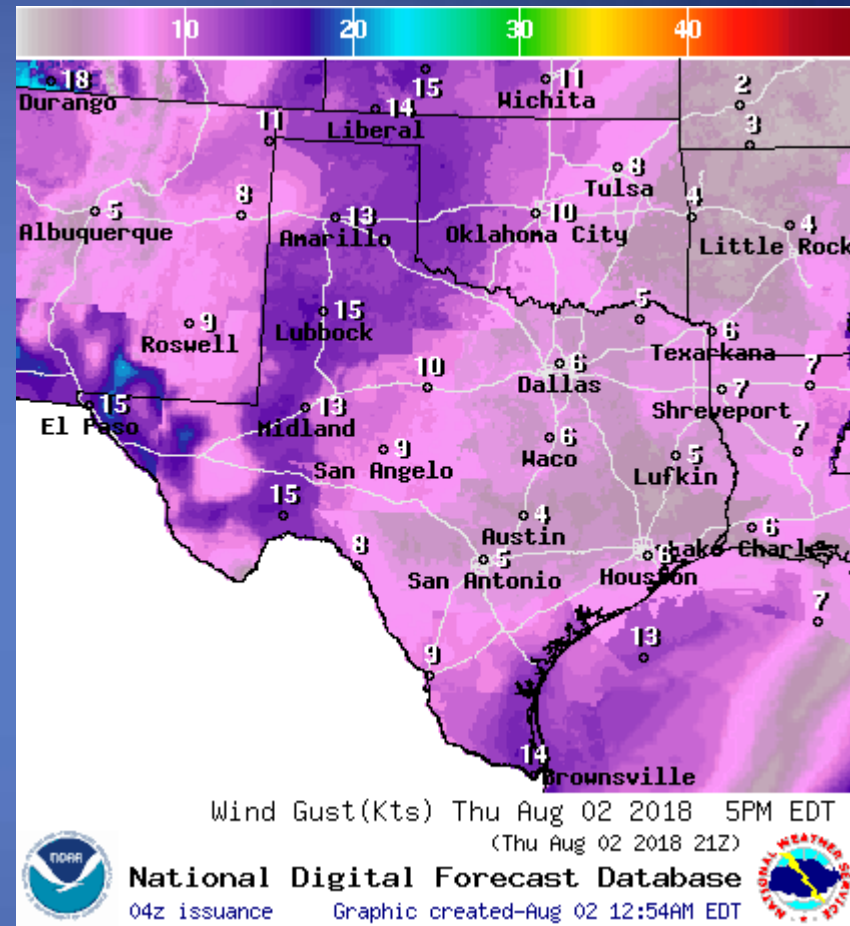 10 20 30 40
18
Durango
15
11
Wichita
2
14
Liberal
11
3
8
Tulsa
5
Albuquerque
8
13
Amarillo
10
Oklahoma City
4
4
Little Rock
9
Roswell
15
Lubbock
5
6
Texarkana
10
6
Dallas
7
7
Shreveport
15
El Paso
13
Midland
9
San Angelo
6
Waco
5
Lufkin
7
15
4
Austin
6
Lake Charles
8
5
San Antonio
6
Houston
7
13
9
14
Brownsville
Wind Gust(Kts) Thu Aug 02 2018 5PM EDT
(Thu Aug 02 2018 21Z)
NOAA
National Digital Forecast Database
04z issuance Graphic created-Aug 02 12:54AM EDT
NATIONAL WEATHER SERVICE